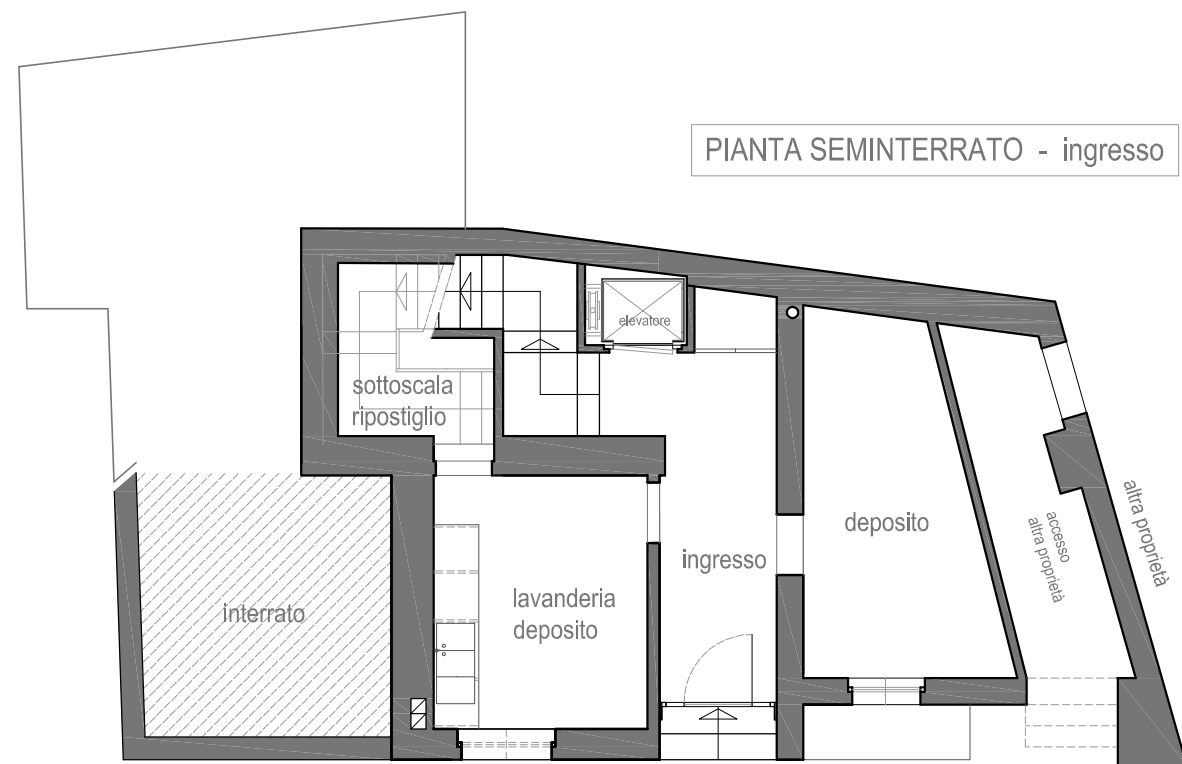 PIANTA SEMINTERRATO - ingresso
elevatore
sottoscala
ripostiglio
deposito
accesso
altra proprietà
altra proprietà
ingresso
lavanderia
deposito
interrato